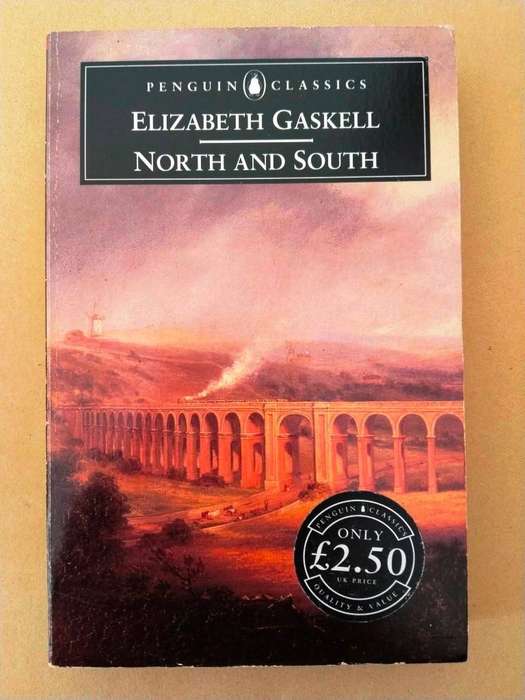 PENGUIN CLASSICS
ELIZABETH GASKELL
NORTH AND SOUTH
PENGUIN CLASSICS
ONLY
£2.50
UK PRICE
QUALITY & VALUE